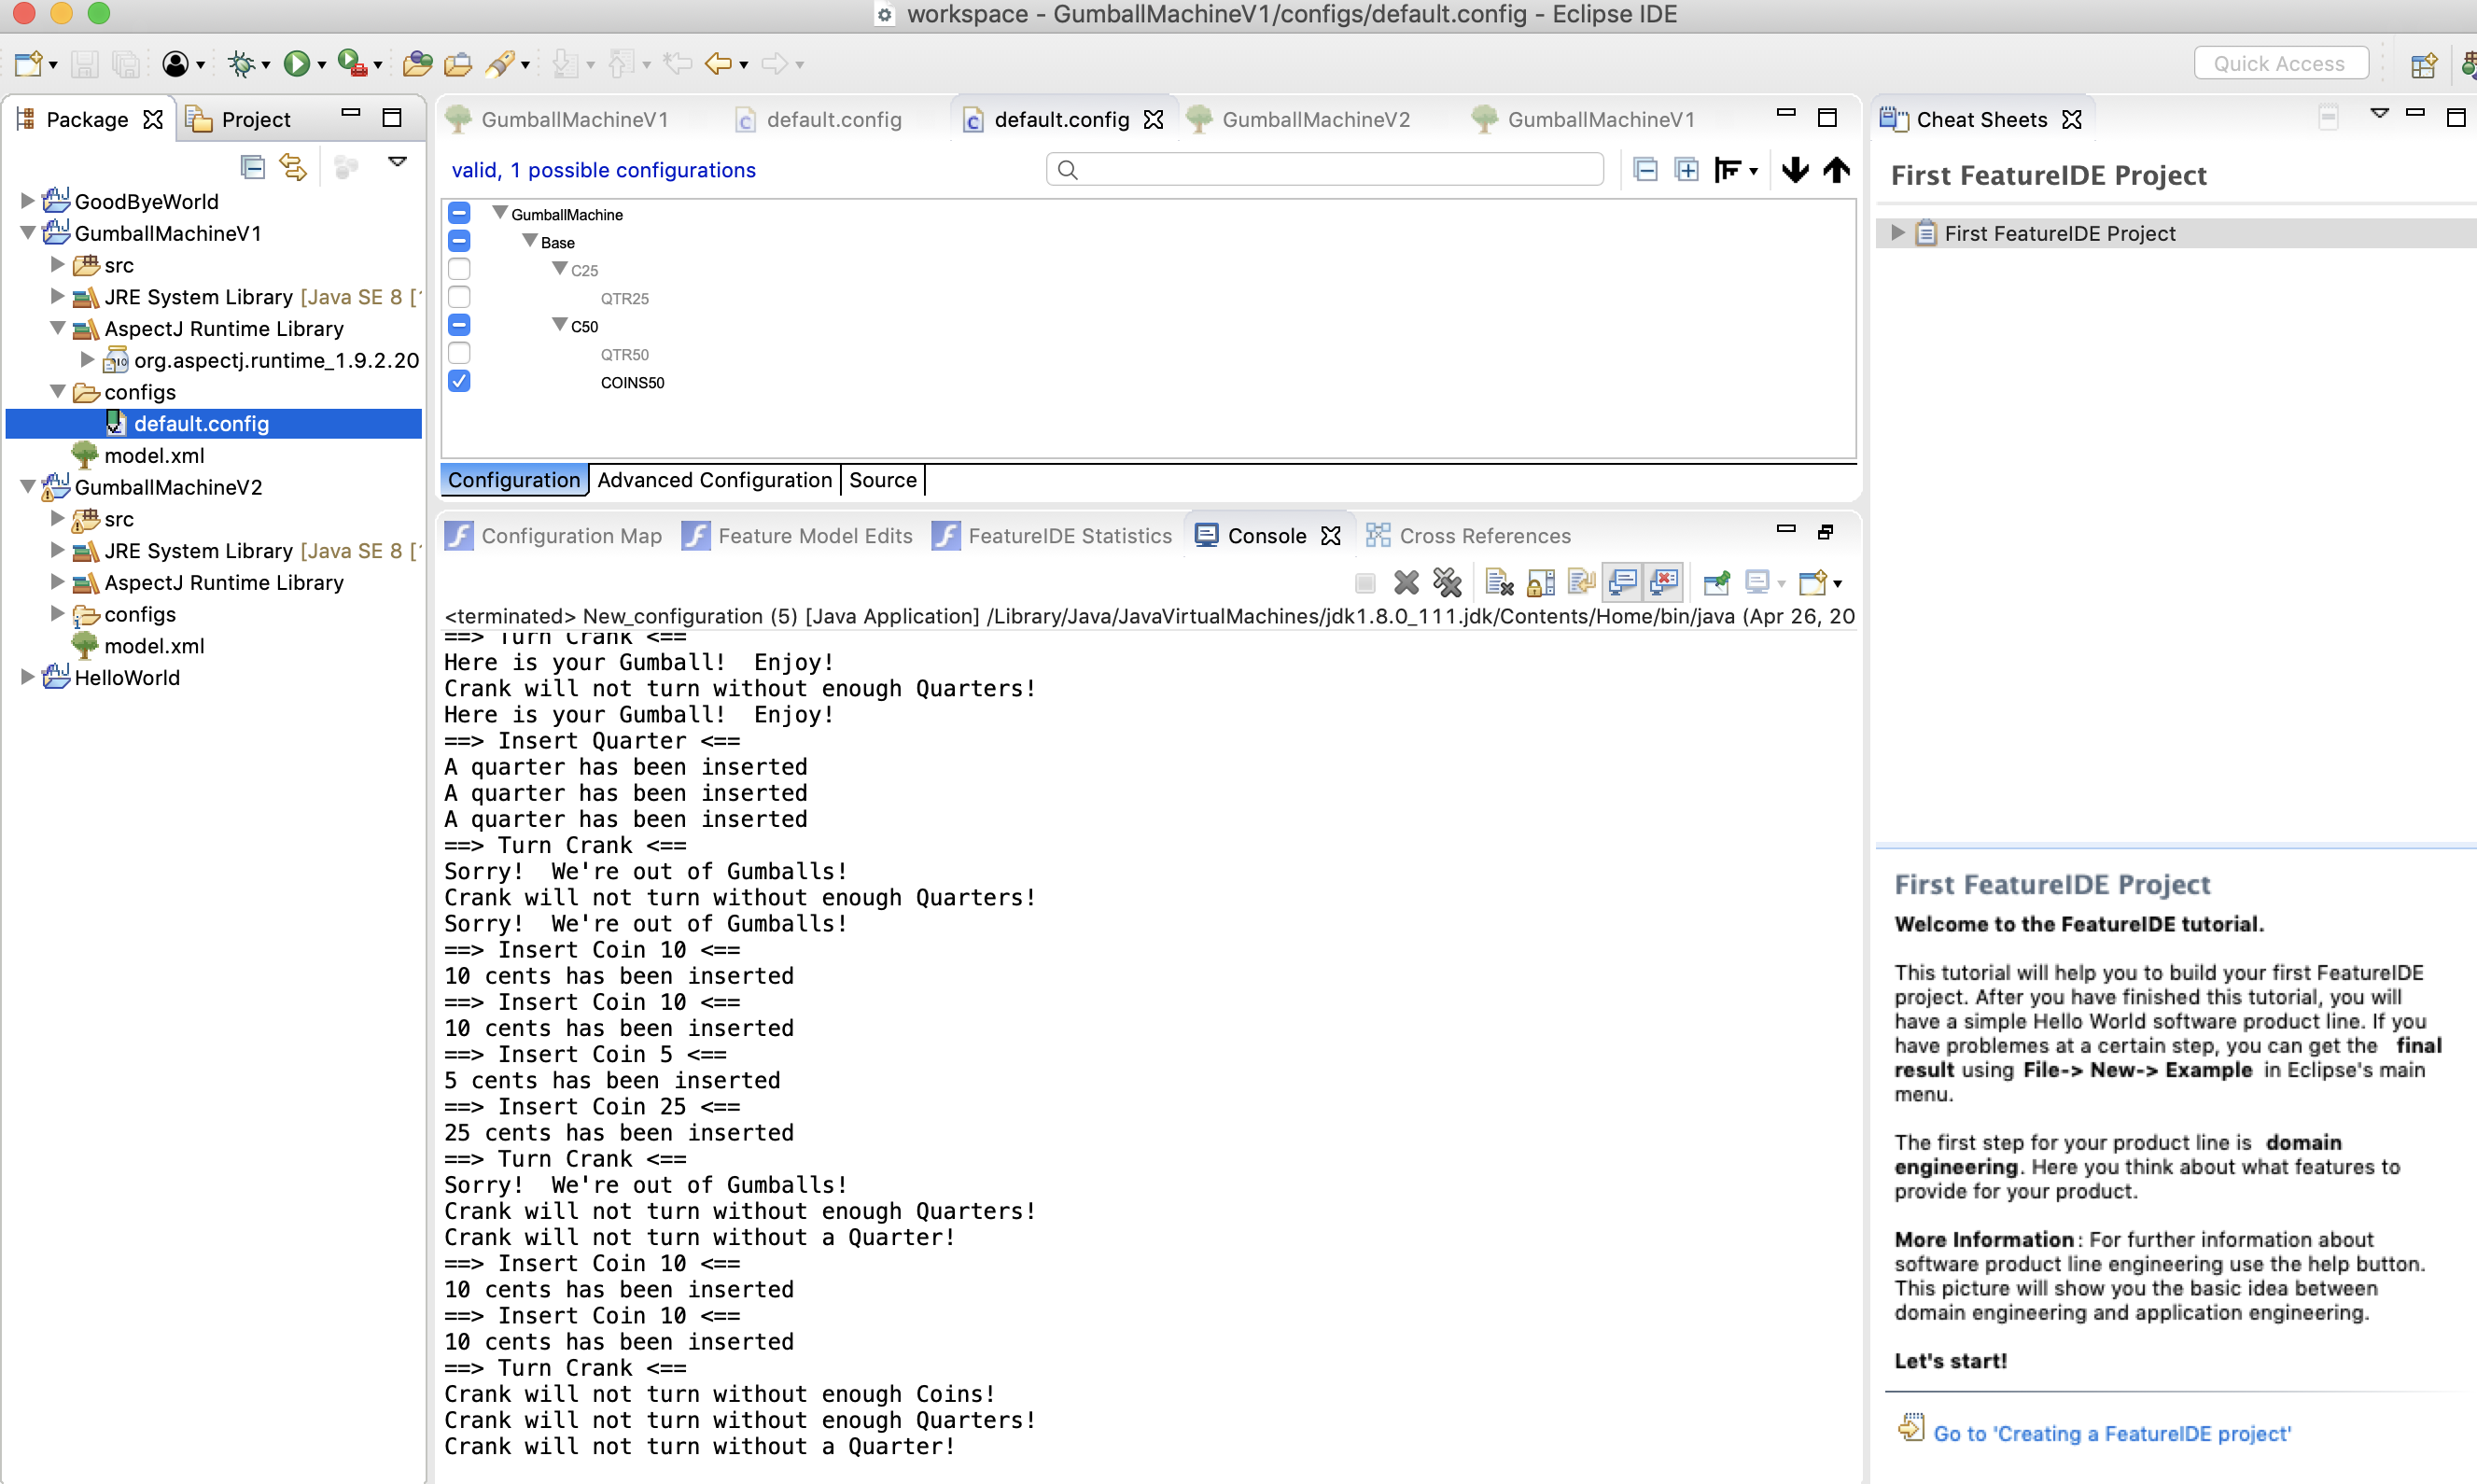 workspace - GumballMachineV1/configs/default.config - Eclipse IDE
Quick Access
Package
Project
GoodByeWorld
GumballMachineV1
src
JRE System Library [Java SE 8 [
AspectJ Runtime Library
org.aspectj.runtime_1.9.2.20
configs
default.config
model.xml
GumballMachineV2
src
JRE System Library [Java SE 8 [
AspectJ Runtime Library
configs
model.xml
HelloWorld
GumballMachineV1
default.config
default.config
GumballMachineV2
GumballMachineV1
valid, 1 possible configurations
GumballMachine
Base
C25
QTR25
C50
QTR50
COINS50
Configuration
Advanced Configuration
Source
Configuration Map
Feature Model Edits
FeatureIDE Statistics
Console
Cross References
<terminated> New_configuration (5) [Java Application] /Library/Java/JavaVirtualMachines/jdk1.8.0_111.jdk/Contents/Home/bin/java (Apr 26, 20
==> Turn Crank <==
Here is your Gumball!  Enjoy!
Crank will not turn without enough Quarters!
Here is your Gumball!  Enjoy!
==> Insert Quarter <==
A quarter has been inserted
A quarter has been inserted
A quarter has been inserted
==> Turn Crank <==
Sorry!  We're out of Gumballs!
Crank will not turn without enough Quarters!
Sorry!  We're out of Gumballs!
==> Insert Coin 10 <==
10 cents has been inserted
==> Insert Coin 10 <==
10 cents has been inserted
==> Insert Coin 5 <==
5 cents has been inserted
==> Insert Coin 25 <==
25 cents has been inserted
==> Turn Crank <==
Sorry!  We're out of Gumballs!
Crank will not turn without enough Quarters!
Crank will not turn without a Quarter!
==> Insert Coin 10 <==
10 cents has been inserted
==> Insert Coin 10 <==
10 cents has been inserted
==> Turn Crank <==
Crank will not turn without enough Coins!
Crank will not turn without enough Quarters!
Crank will not turn without a Quarter!
Cheat Sheets
First FeatureIDE Project
First FeatureIDE Project
First FeatureIDE Project
Welcome to the FeatureIDE tutorial.
This tutorial will help you to build your first FeatureIDE
project. After you have finished this tutorial, you will
have a simple Hello World software product line. If you
have problemes at a certain step, you can get the final
result using File-> New-> Example in Eclipse's main
menu.
The first step for your product line is domain
engineering. Here you think about what features to
provide for your product.
More Information: For further information about
software product line engineering use the help button.
This picture will show you the basic idea between
domain engineering and application engineering.
Let's start!
Go to 'Creating a FeatureIDE project'